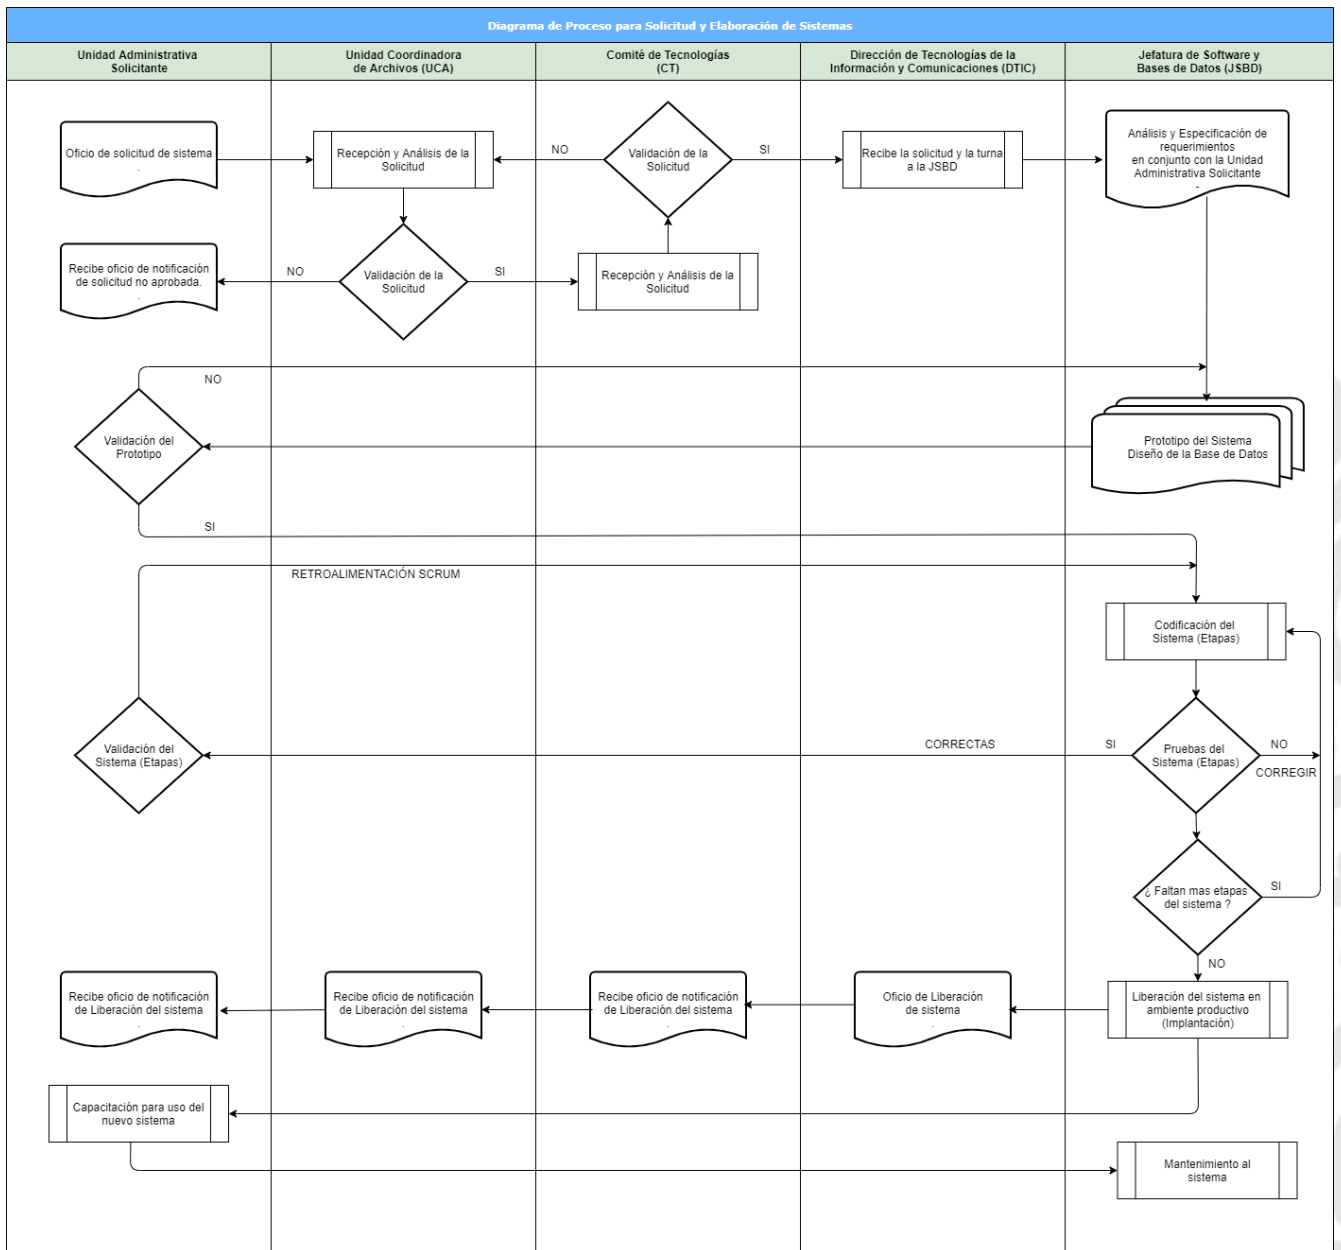 Diagrama de Proceso para Solicitud y Elaboración de Sistemas
Unidad Administrativa
Solicitante
Unidad Coordinadora
de Archivos (UCA)
Comité de Tecnologías
(CT)
Dirección de Tecnologías de la
Información y Comunicaciones (DTIC)
Jefatura de Software y
Bases de Datos (JSBD)
Oficio de solicitud de sistema
.
Recepción y Análisis de la
Solicitud
NO
Validación de la
Solicitud
SI
Recibe la solicitud y la turna
a la JSBD
Análisis y Especificación de
requerimientos
en conjunto con la Unidad
Administrativa Solicitante
-
Recibe oficio de notificación
de solicitud no aprobada.
.
NO
Validación de la
Solicitud
SI
Recepción y Análisis de la
Solicitud
NO
Validación del
Prototipo
Prototipo del Sistema
Diseño de la Base de Datos
SI
RETROALIMENTACIÓN SCRUM
Codificación del
Sistema (Etapas)
Validación del
Sistema (Etapas)
CORRECTAS
SI
Pruebas del
Sistema (Etapas)
NO
CORREGIR
¿ Faltan mas etapas
del sistema ?
SI
NO
Recibe oficio de notificación
de Liberación del sistema
.
Recibe oficio de notificación
de Liberación del sistema
.
Recibe oficio de notificación
de Liberación del sistema
.
Oficio de Liberación
de sistema
.
Liberación del sistema en
ambiente productivo
(Implantación)
Capacitación para uso del
nuevo sistema
Mantenimiento al
sistema